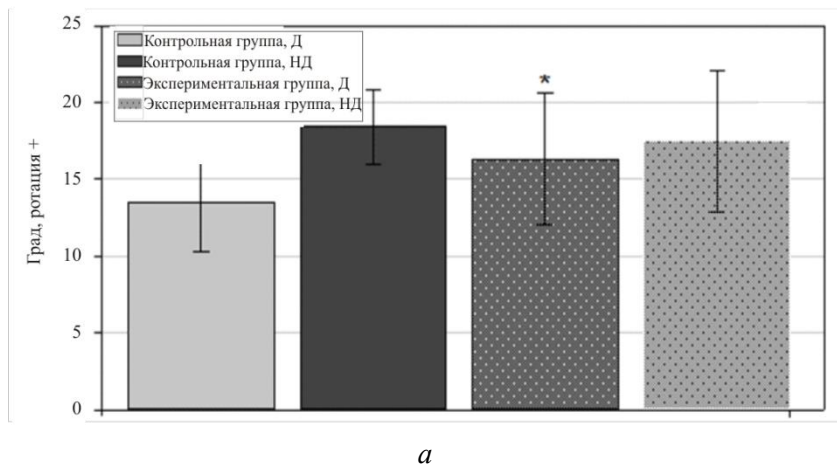 25
20
15
10
5
0
Град, ротация +
Контрольная группа, Д
Контрольная группа, НД
Экспериментальная группа, Д
Экспериментальная группа, НД
*
а